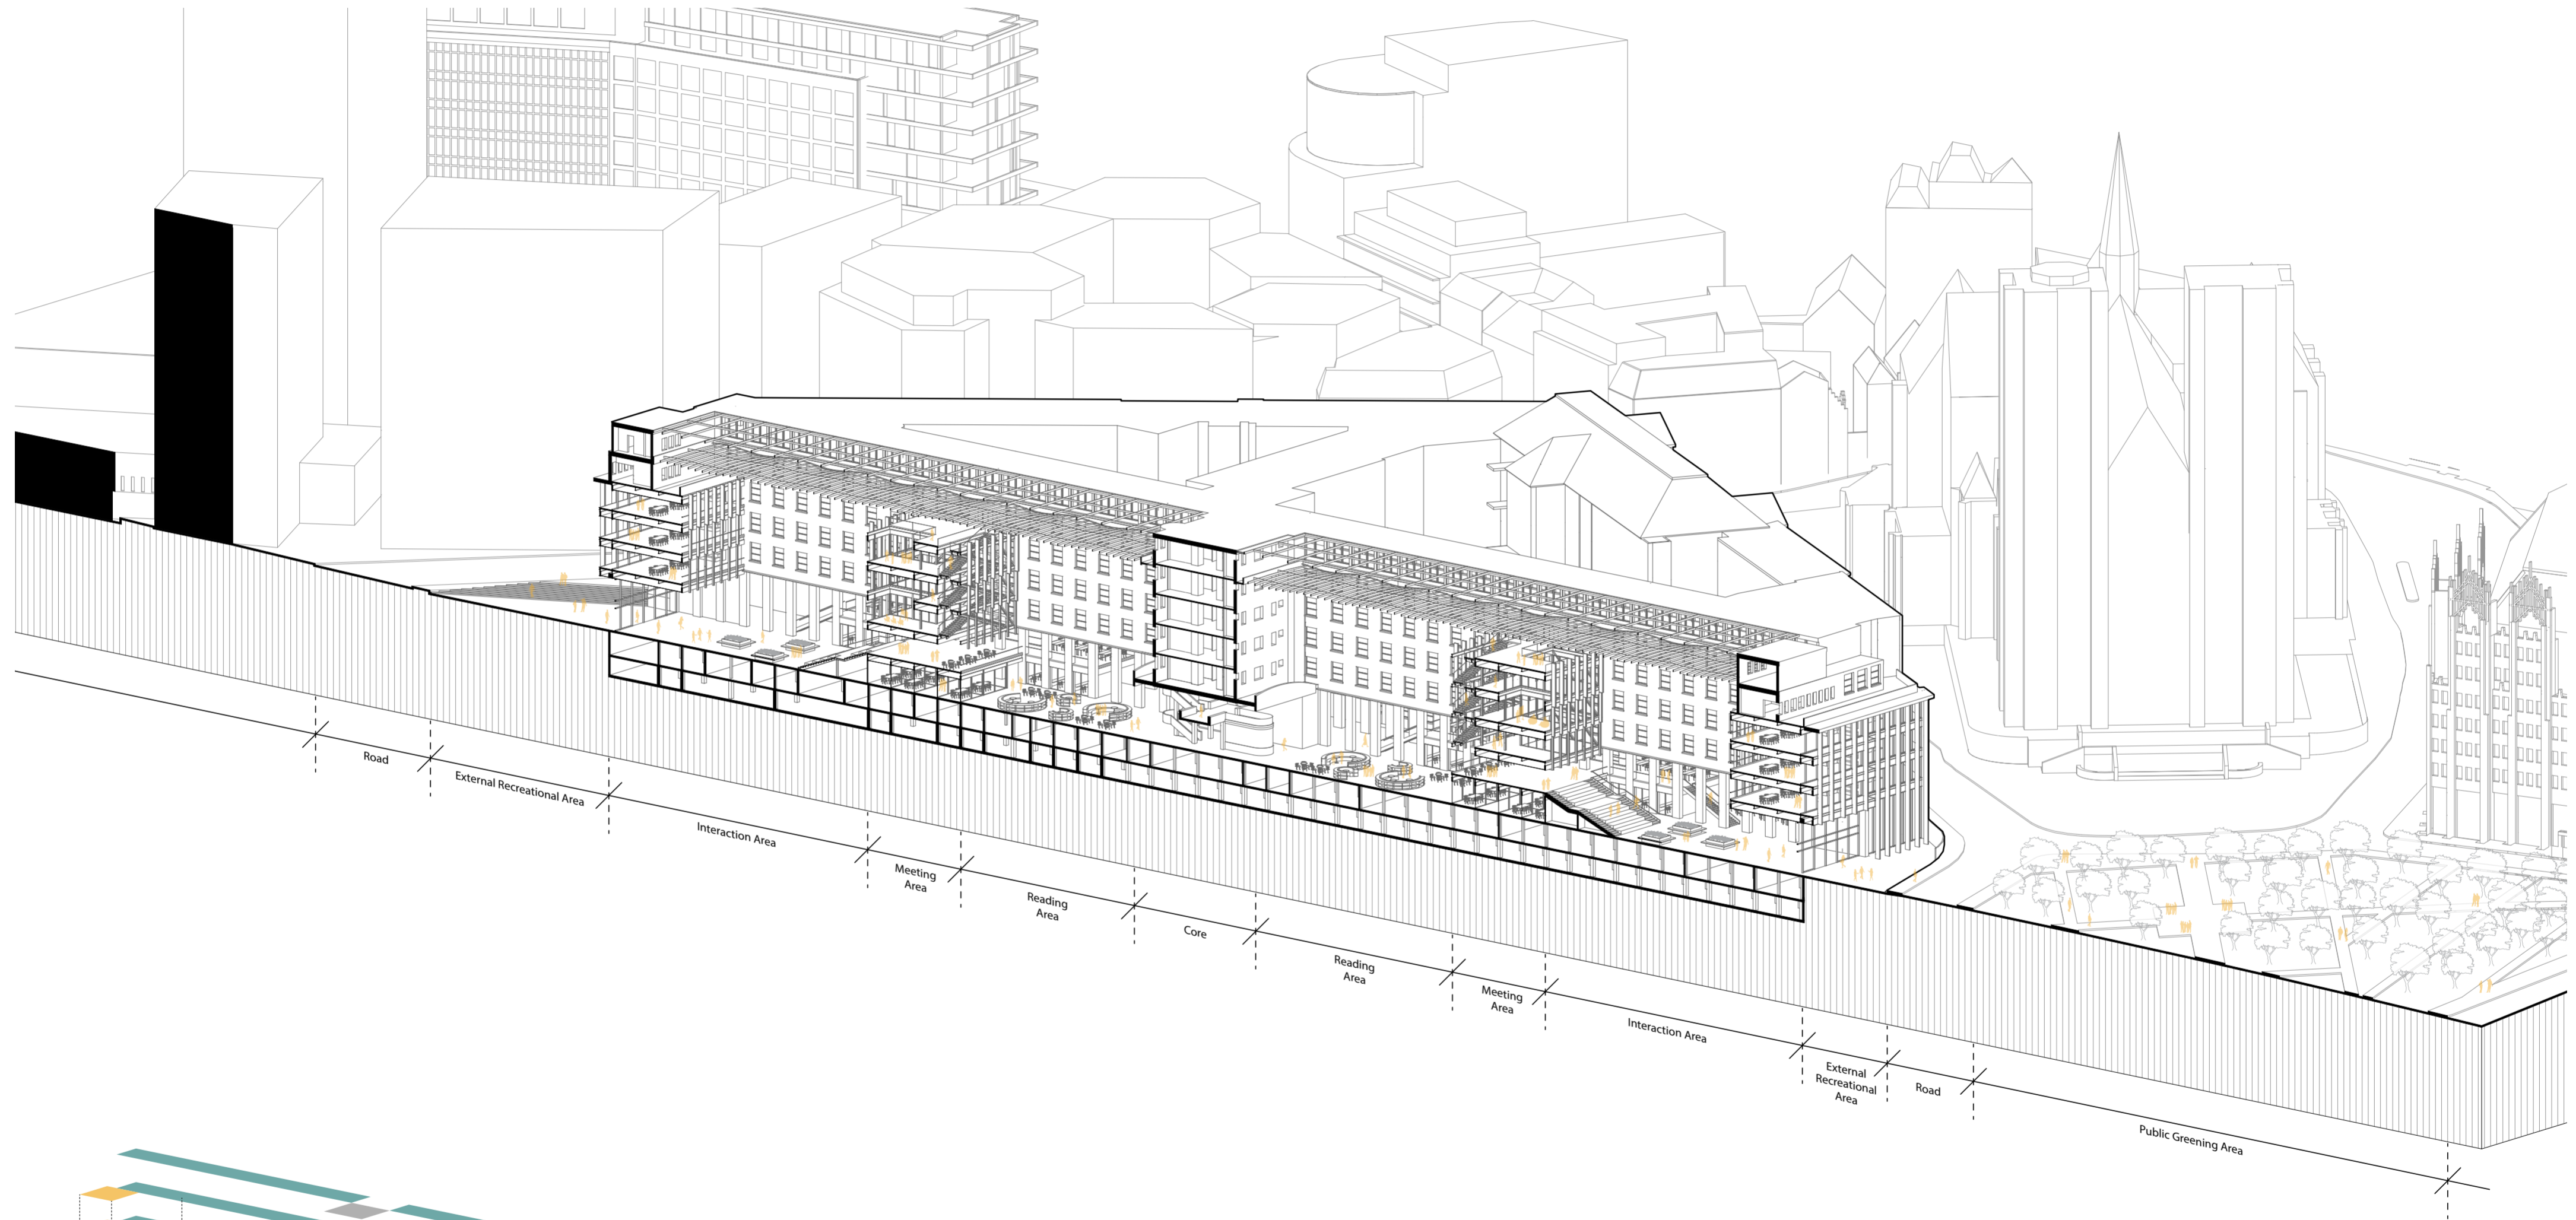 Road
External Recreational Area
Interaction Area
Meeting
Area
Reading
Area
Core
Reading
Area
Meeting
Area
Interaction Area
External
Recreational
Area
Road
Public Greening Area